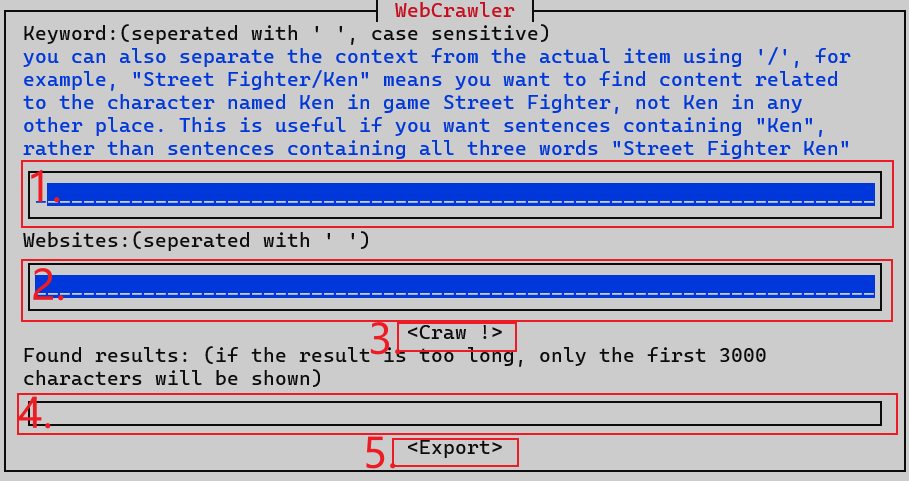 WebCrawler
Keyword:(seperated with ' ', case sensitive)
you can also separate the context from the actual item using '/', for
example, "Street Fighter/Ken" means you want to find content related
to the character named Ken in game Street Fighter, not Ken in any
other place. This is useful if you want sentences containing "Ken",
rather than sentences containing all three words "Street Fighter Ken"
1.
Websites:(seperated with ' ')
2.
3. <Craw !>
Found results: (if the result is too long, only the first 3000
characters will be shown)
4.
5. <Export>